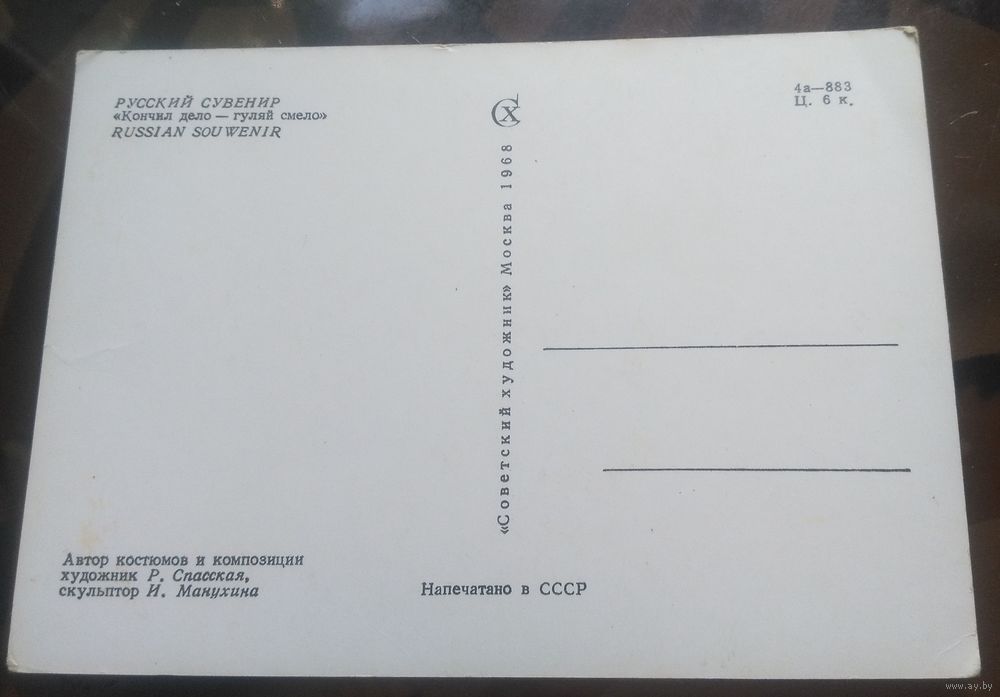 РУССКИЙ СУВЕНИР
«Кончил дело — гуляй смело»
RUSSIAN SOUWENIR
СХ
«Советский художник» Москва 1968
4а—883
Ц. 6 к.
Автор костюмов и композиции
художник Р. Спасская,
скульптор И. Манухина
Напечатано в СССР
www.ay.by